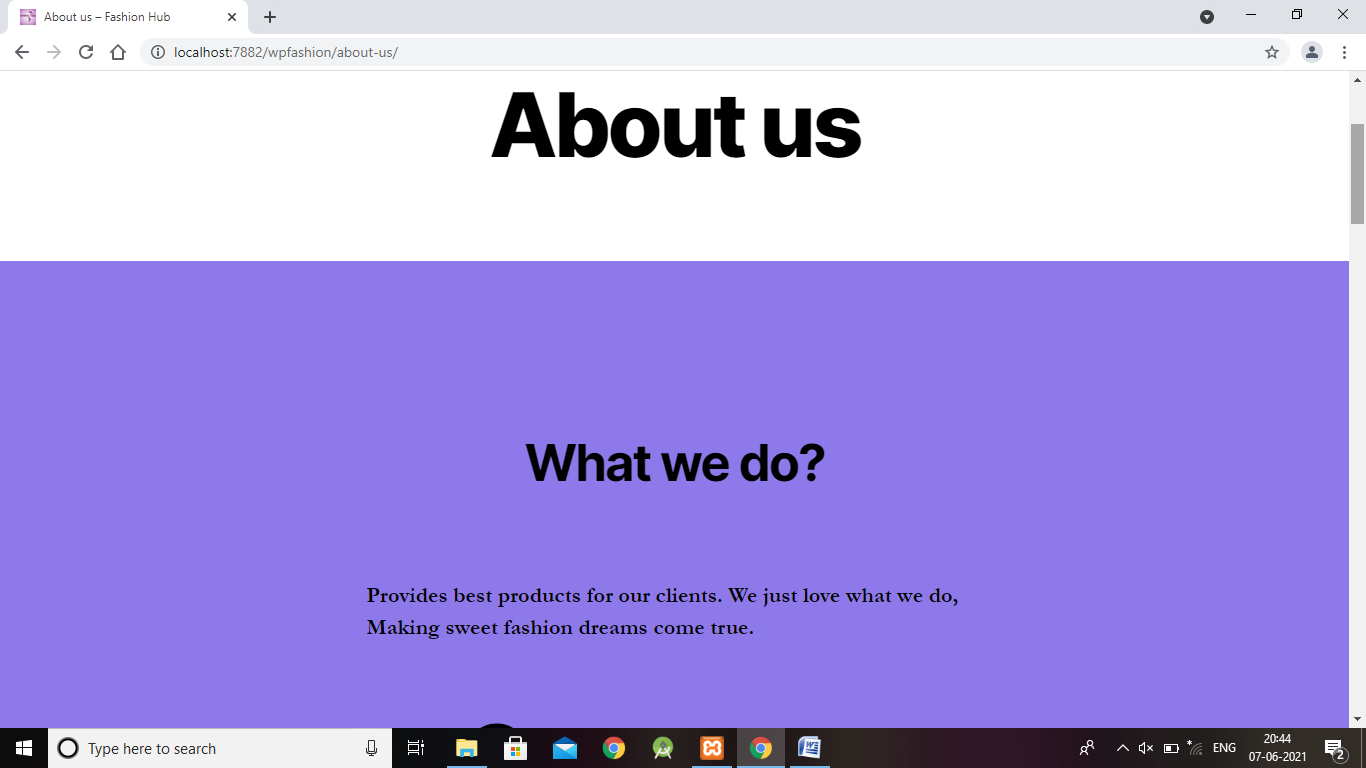 About us – Fashion Hub
localhost:7882/wpfashion/about-us/
About us
What we do?
Provides best products for our clients. We just love what we do,
Making sweet fashion dreams come true.
Type here to search
ENG
20:44
07-06-2021
2